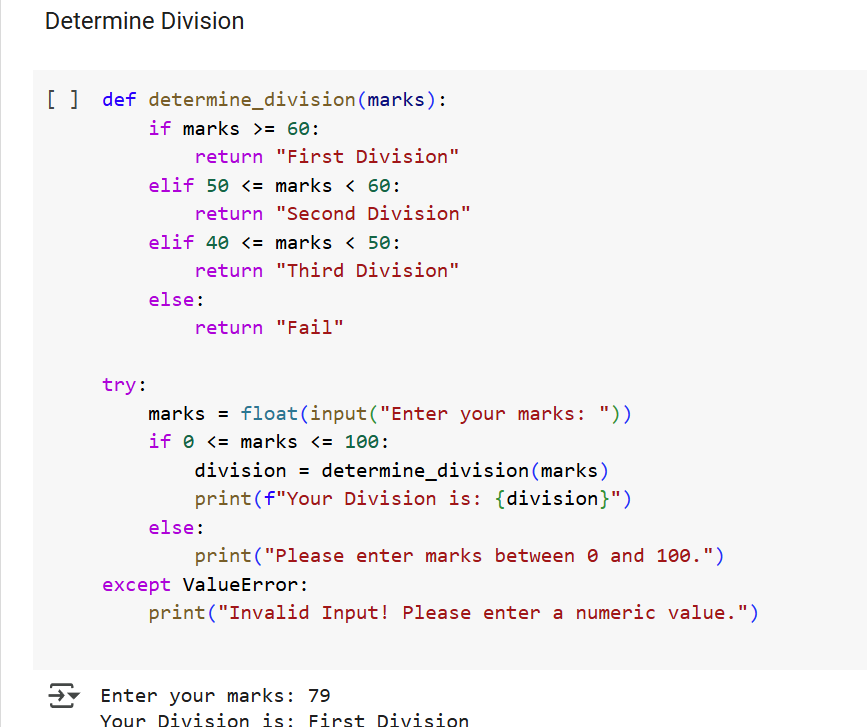 Determine Division
[ ] def determine_division(marks):
    if marks >= 60:
        return "First Division"
    elif 50 <= marks < 60:
        return "Second Division"
    elif 40 <= marks < 50:
        return "Third Division"
    else:
        return "Fail"
try:
    marks = float(input("Enter your marks: "))
    if 0 <= marks <= 100:
        division = determine_division(marks)
        print(f"Your Division is: {division}")
    else:
        print("Please enter marks between 0 and 100.")
except ValueError:
    print("Invalid Input! Please enter a numeric value.")
Enter your marks: 79
Your Division is: First Division